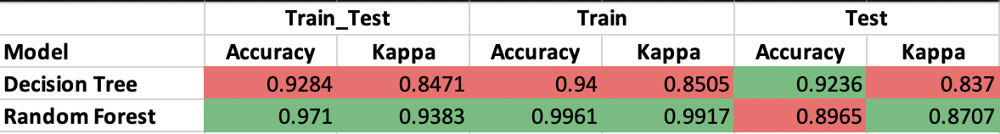 Train_Test Train Test
Model Accuracy Kappa Accuracy Kappa Accuracy Kappa
Decision Tree 0.9284 0.8471 0.94 0.8505 0.9236 0.837
Random Forest 0.971 0.9383 0.9961 0.9917 0.8965 0.8707